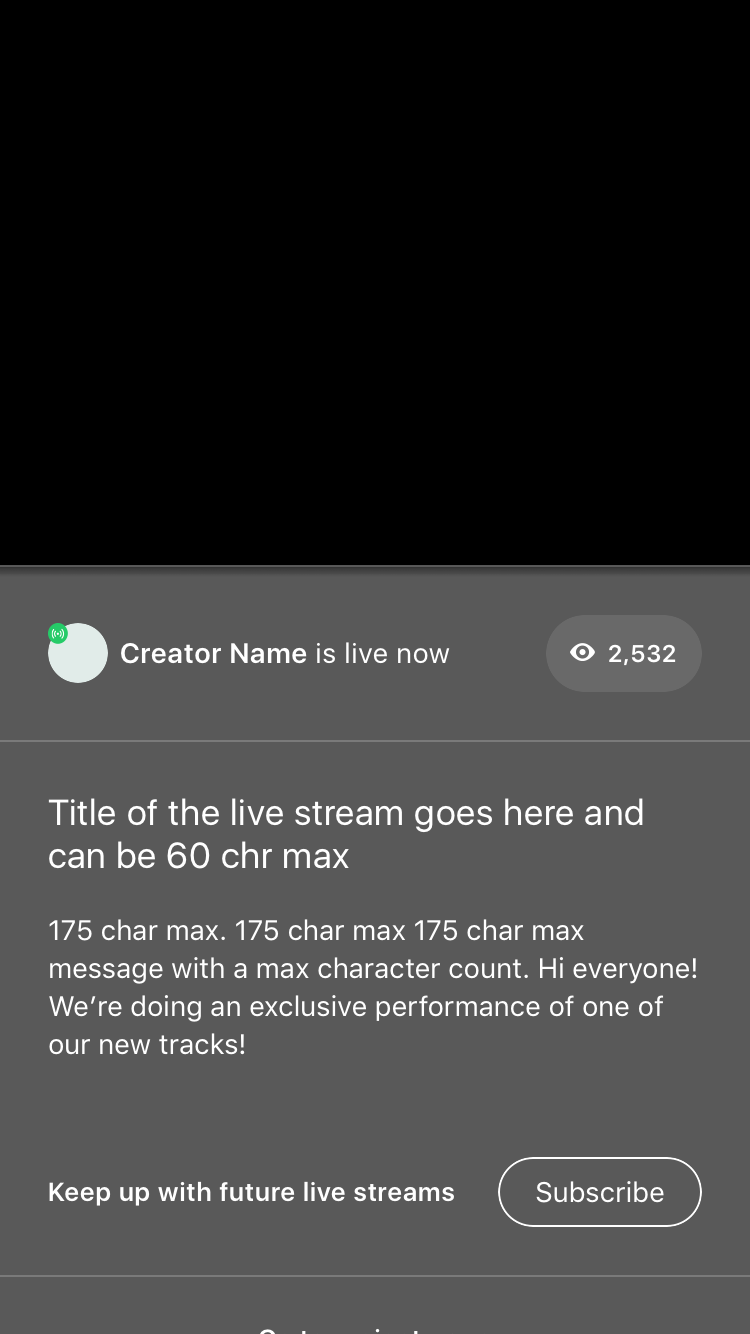 Creator Name is live now
2,532
Title of the live stream goes here and
can be 60 chr max
175 char max. 175 char max 175 char max
message with a max character count. Hi everyone!
We’re doing an exclusive performance of one of
our new tracks!
Keep up with future live streams
Subscribe